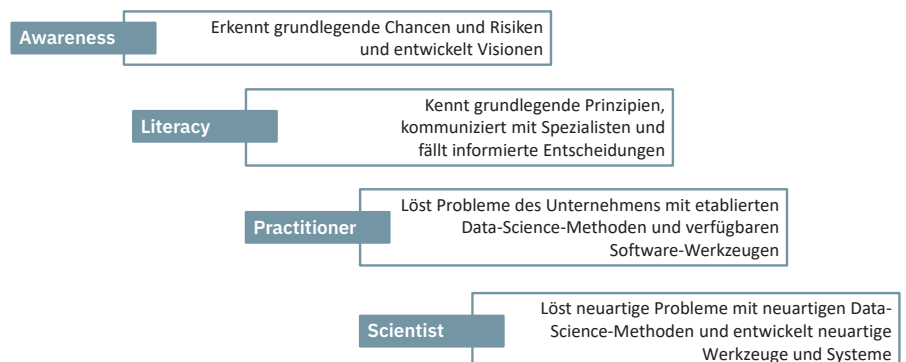 Awareness
Erkennt grundlegende Chancen und Risiken
und entwickelt Visionen
Literacy
Kennt grundlegende Prinzipien,
kommuniziert mit Spezialisten und
fällt informierte Entscheidungen
Practitioner
Löst Probleme des Unternehmens mit etablierten
Data-Science-Methoden und verfügbaren
Software-Werkzeugen
Scientist
Löst neuartige Probleme mit neuartigen Data-
Science-Methoden und entwickelt neuartige
Werkzeuge und Systeme